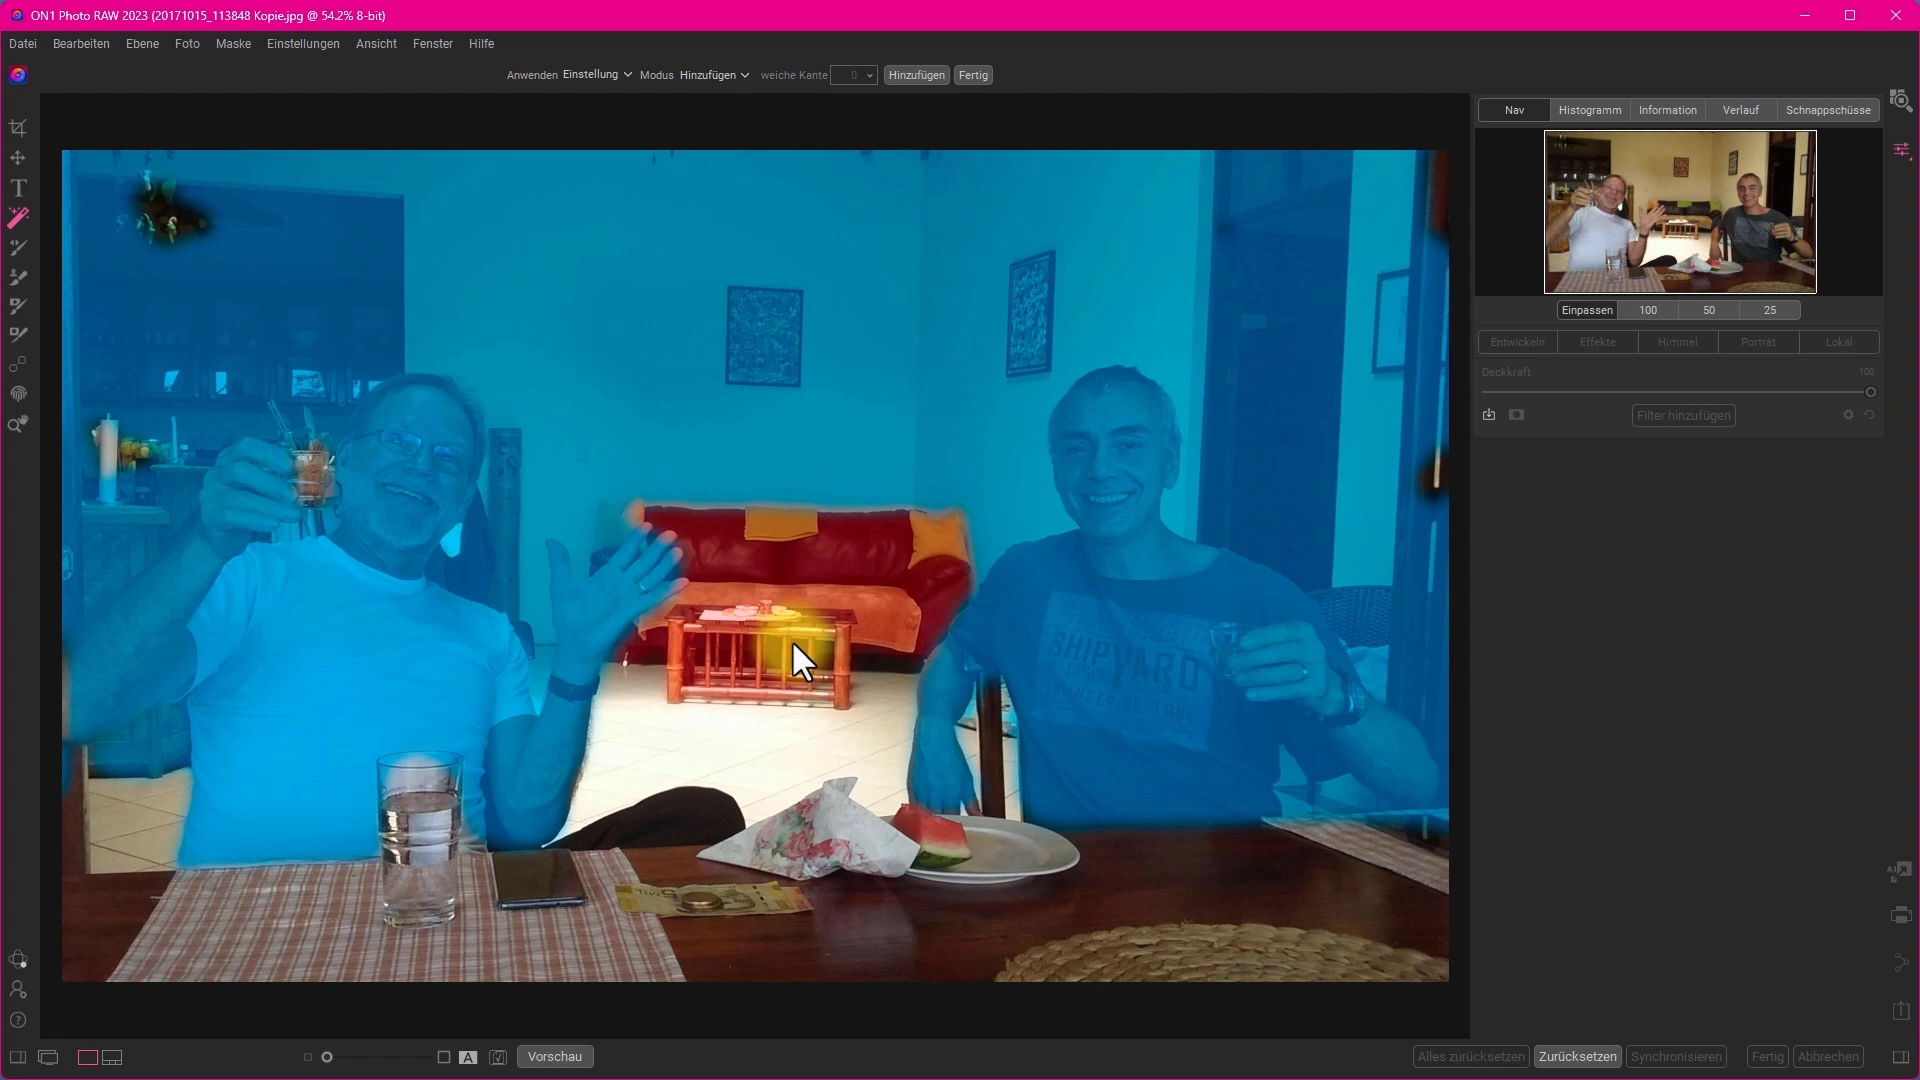 ON1 Photo RAW 2023 (20171015_113848 Kopie.jpg @ 54.2% 8-bit)
Datei Bearbeiten Ebene Foto Maske Einstellungen Ansicht Fenster Hilfe
Anwenden Einstellung Modus Hinzufügen weiche Kante 0 Hinzufügen Fertig
Nav Histogramm Information Verlauf Schnappschüsse
Einpassen 100 50 25
Entwickeln Effekte Himmel Porträt Lokal
Deckkraft 100
Filter hinzufügen
SHIPYARD
ENGINEERING TOOL
A Vorschau
Alles zurücksetzen Zurücksetzen Synchronisieren Fertig Abbrechen